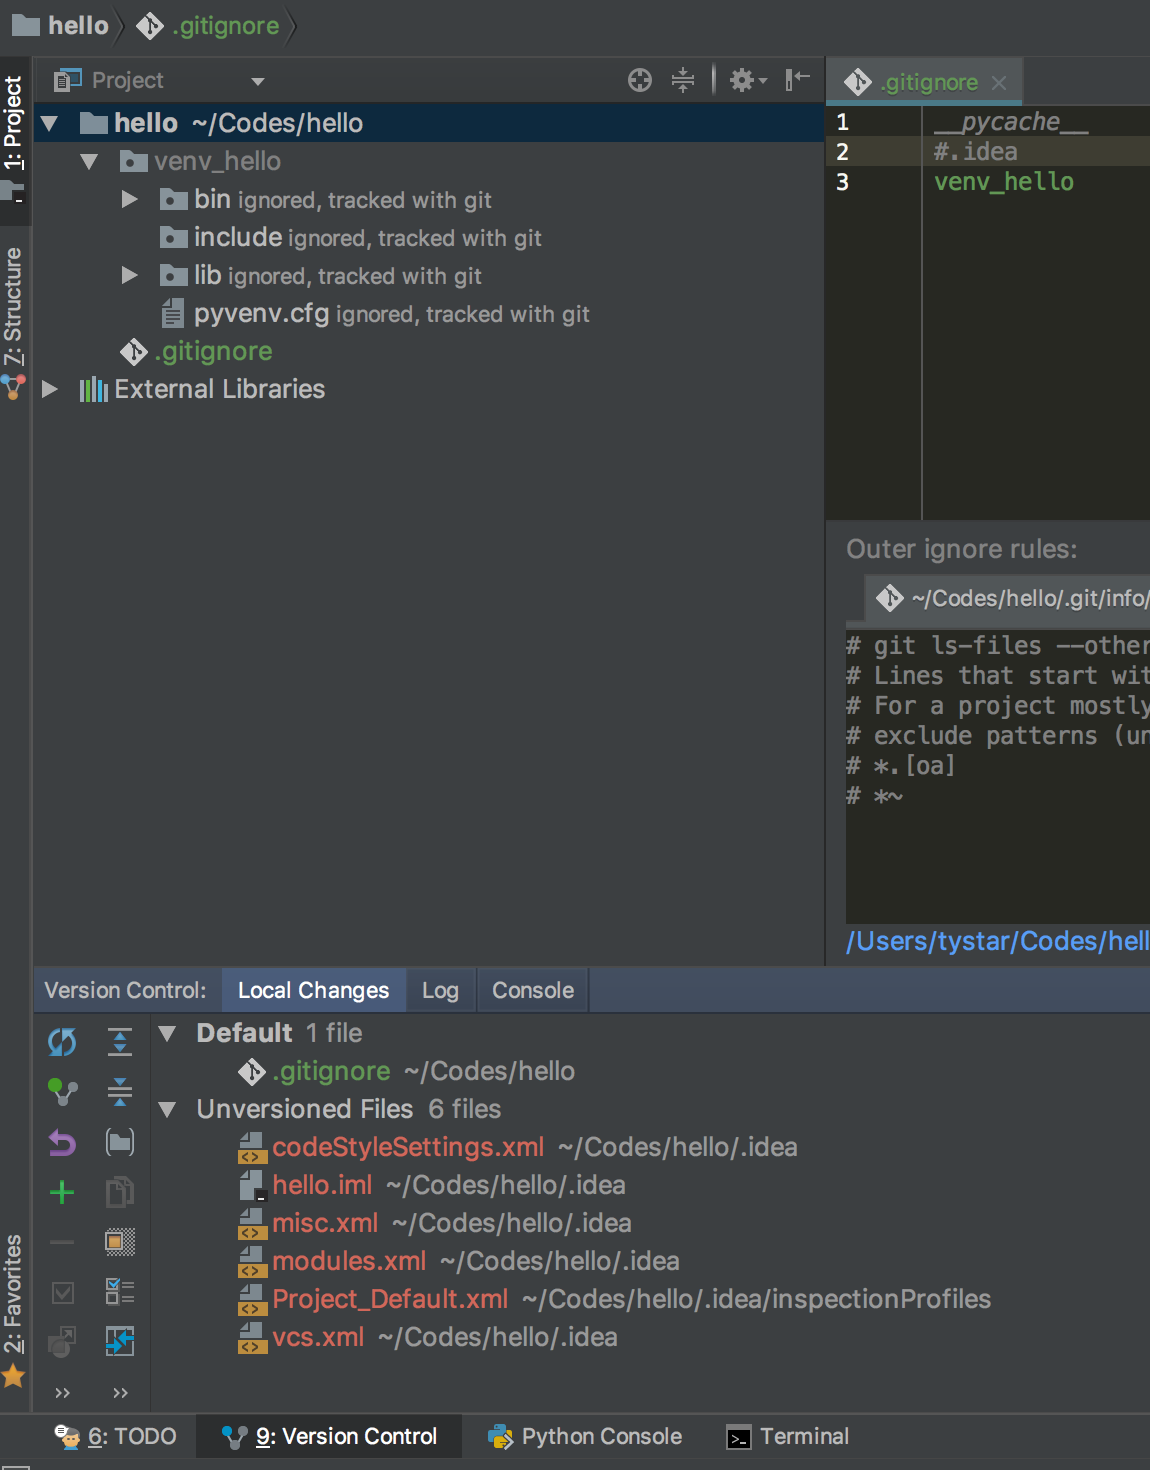 hello .gitignore
1: Project
Project
hello ~/Codes/hello
venv_hello
bin ignored, tracked with git
include ignored, tracked with git
lib ignored, tracked with git
pyvenv.cfg ignored, tracked with git
.gitignore
External Libraries
7: Structure
.gitignore
1 __pycache__
2 #.idea
3 venv_hello
Outer ignore rules:
~/Codes/hello/.git/info/
# git ls-files --other
# Lines that start wit
# For a project mostly
# exclude patterns (un
# *.[oa]
# *~
/Users/tystar/Codes/hell
Version Control: Local Changes Log Console
Default 1 file
.gitignore ~/Codes/hello
Unversioned Files 6 files
codeStyleSettings.xml ~/Codes/hello/.idea
hello.iml ~/Codes/hello/.idea
misc.xml ~/Codes/hello/.idea
modules.xml ~/Codes/hello/.idea
Project_Default.xml ~/Codes/hello/.idea/inspectionProfiles
vcs.xml ~/Codes/hello/.idea
2: Favorites
6: TODO 9: Version Control Python Console Terminal